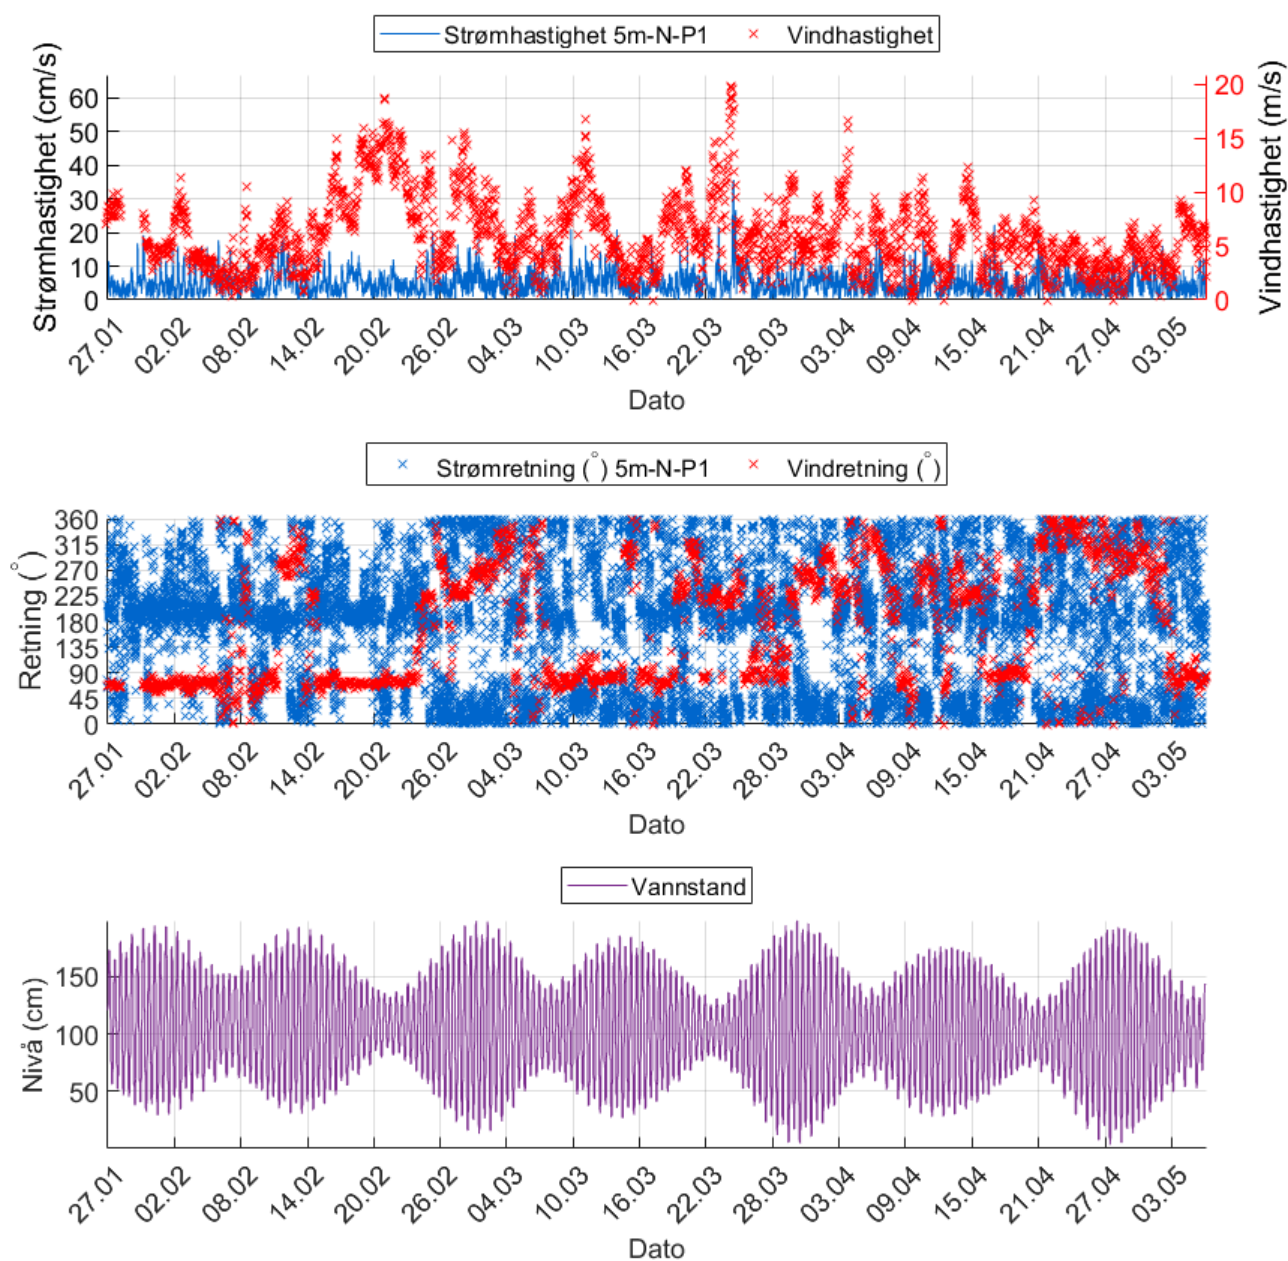 Strømhastighet 5m-N-P1 Vindhastighet
Strømhastighet (cm/s)
60
50
40
30
20
10
0
20
15
10
5
0
Vindhastighet (m/s)
27.01 02.02 08.02 14.02 20.02 26.02 04.03 10.03 16.03 22.03 28.03 03.04 09.04 15.04 21.04 27.04 03.05
Dato
Strømretning (°) 5m-N-P1 Vindretning (°)
Retning (°)
360
315
270
225
180
135
90
45
0
27.01 02.02 08.02 14.02 20.02 26.02 04.03 10.03 16.03 22.03 28.03 03.04 09.04 15.04 21.04 27.04 03.05
Dato
Vannstand
Nivå (cm)
150
100
50
27.01 02.02 08.02 14.02 20.02 26.02 04.03 10.03 16.03 22.03 28.03 03.04 09.04 15.04 21.04 27.04 03.05
Dato